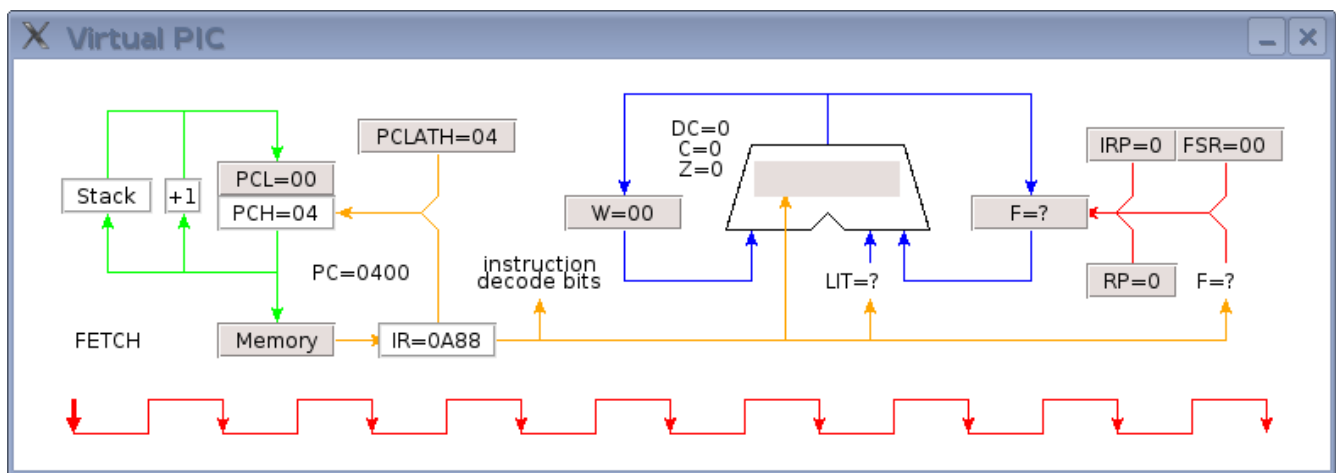 Virtual PIC
PCLATH=04
DC=0
C=0
Z=0
IRP=0
FSR=00
Stack
+1
PCL=00
PCH=04
W=00
F=?
PC=0400
instruction
decode bits
LIT=?
RP=0
F=?
FETCH
Memory
IR=0A88